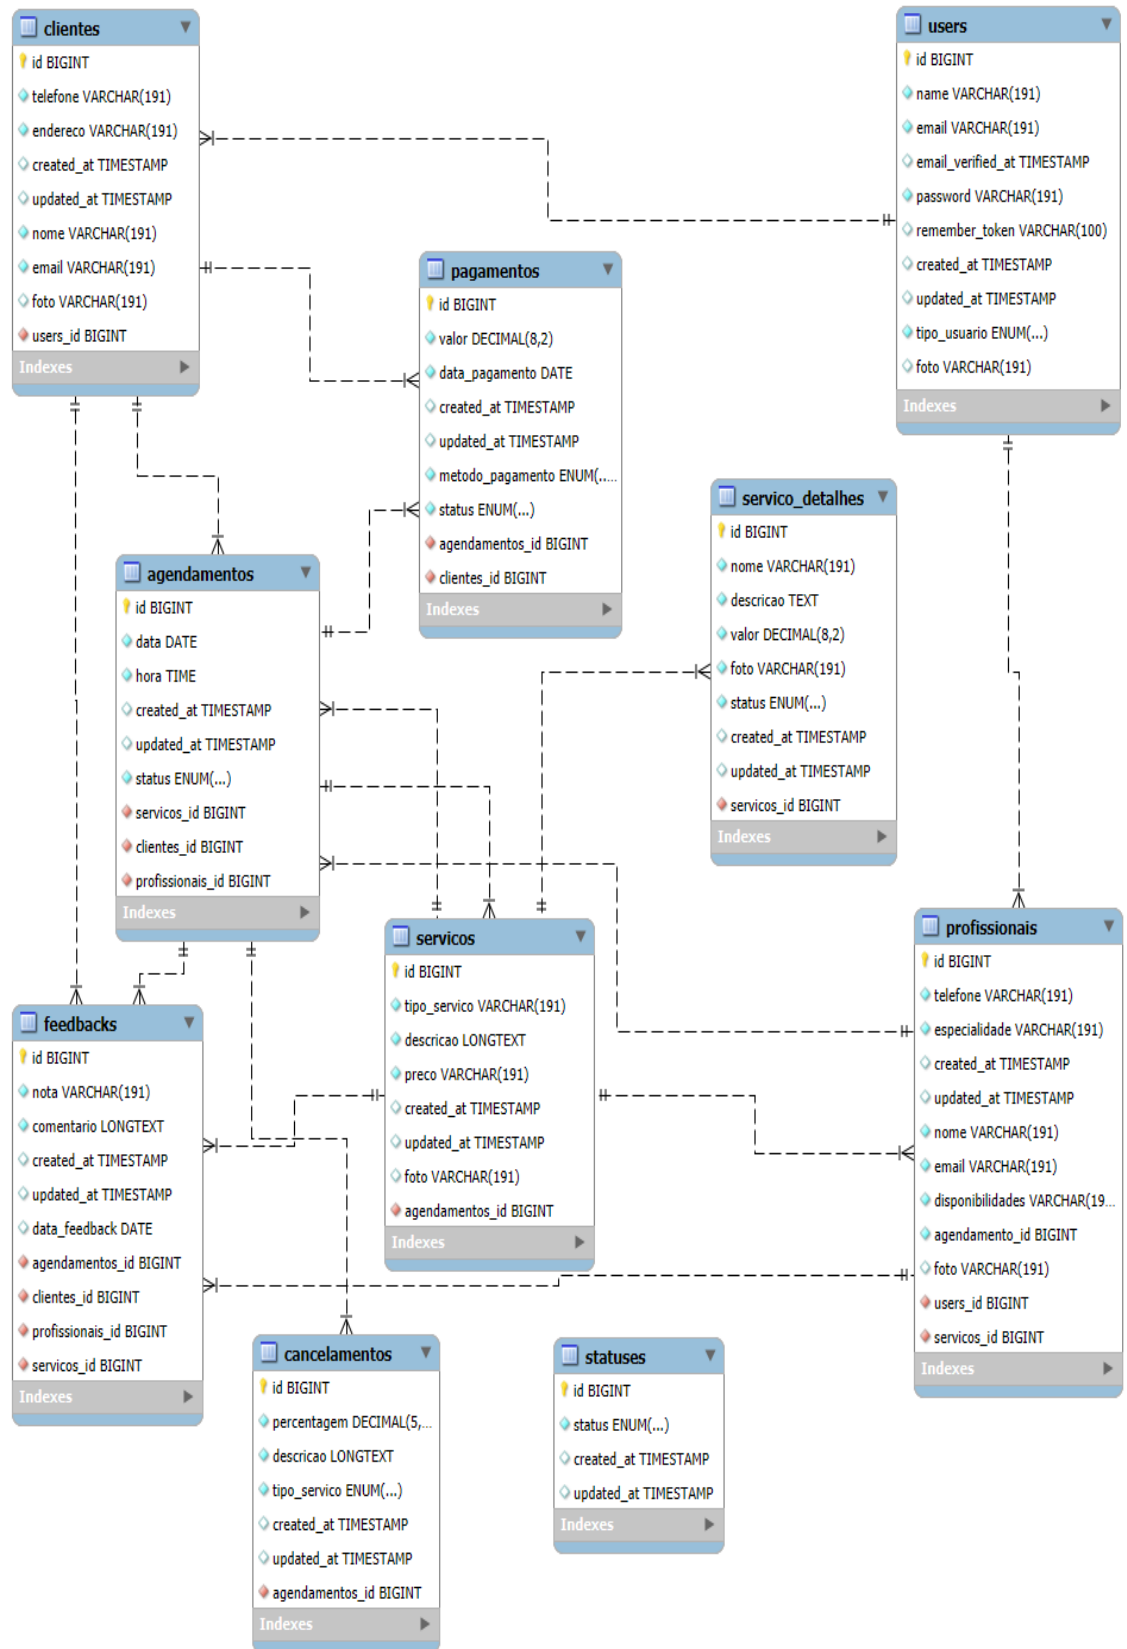 clientes
id BIGINT
telefone VARCHAR(191)
endereco VARCHAR(191)
created_at TIMESTAMP
updated_at TIMESTAMP
nome VARCHAR(191)
email VARCHAR(191)
foto VARCHAR(191)
users_id BIGINT
Indexes
users
id BIGINT
name VARCHAR(191)
email VARCHAR(191)
email_verified_at TIMESTAMP
password VARCHAR(191)
remember_token VARCHAR(100)
created_at TIMESTAMP
updated_at TIMESTAMP
tipo_usuario ENUM(...)
foto VARCHAR(191)
Indexes
pagamentos
id BIGINT
valor DECIMAL(8,2)
data_pagamento DATE
created_at TIMESTAMP
updated_at TIMESTAMP
metodo_pagamento ENUM(.....
status ENUM(...)
agendamentos_id BIGINT
clientes_id BIGINT
Indexes
servico_detalhes
id BIGINT
nome VARCHAR(191)
descricao TEXT
valor DECIMAL(8,2)
foto VARCHAR(191)
status ENUM(...)
created_at TIMESTAMP
updated_at TIMESTAMP
servicos_id BIGINT
Indexes
agendamentos
id BIGINT
data DATE
hora TIME
created_at TIMESTAMP
updated_at TIMESTAMP
status ENUM(...)
servicos_id BIGINT
clientes_id BIGINT
profissionais_id BIGINT
Indexes
servicos
id BIGINT
tipo_servico VARCHAR(191)
descricao LONGTEXT
preco VARCHAR(191)
created_at TIMESTAMP
updated_at TIMESTAMP
foto VARCHAR(191)
agendamentos_id BIGINT
Indexes
profissionais
id BIGINT
telefone VARCHAR(191)
especialidade VARCHAR(191)
created_at TIMESTAMP
updated_at TIMESTAMP
nome VARCHAR(191)
email VARCHAR(191)
disponibilidades VARCHAR(19...
agendamento_id BIGINT
foto VARCHAR(191)
users_id BIGINT
servicos_id BIGINT
Indexes
feedbacks
id BIGINT
nota VARCHAR(191)
comentario LONGTEXT
created_at TIMESTAMP
updated_at TIMESTAMP
data_feedback DATE
agendamentos_id BIGINT
clientes_id BIGINT
profissionais_id BIGINT
servicos_id BIGINT
Indexes
cancelamentos
id BIGINT
percentagem DECIMAL(5,...
descricao LONGTEXT
tipo_servico ENUM(...)
created_at TIMESTAMP
updated_at TIMESTAMP
agendamentos_id BIGINT
Indexes
statuses
id BIGINT
status ENUM(...)
created_at TIMESTAMP
updated_at TIMESTAMP
Indexes